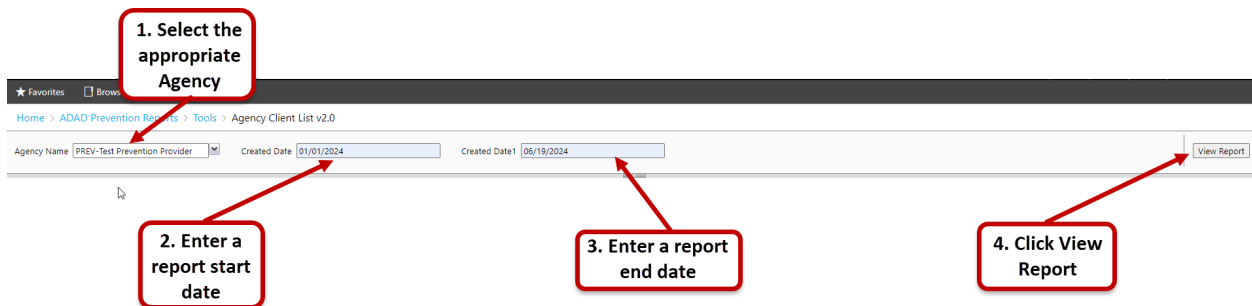 1. Select the
appropriate
Agency
Favorites Brows
Home > ADAD Prevention Reports > Tools > Agency Client List v2.0
Agency Name PREV-Test Prevention Provider Created Date 01/01/2024 Created Date1 06/19/2024 View Report
2. Enter a
report start
date
3. Enter a report
end date
4. Click View
Report